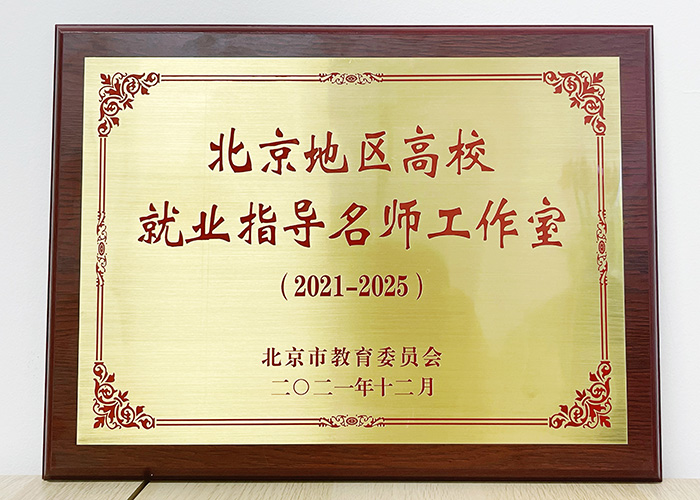 北京地区高校
就业指导名师工作室
（2021-2025）
北京市教育委员会
二〇二一年十二月